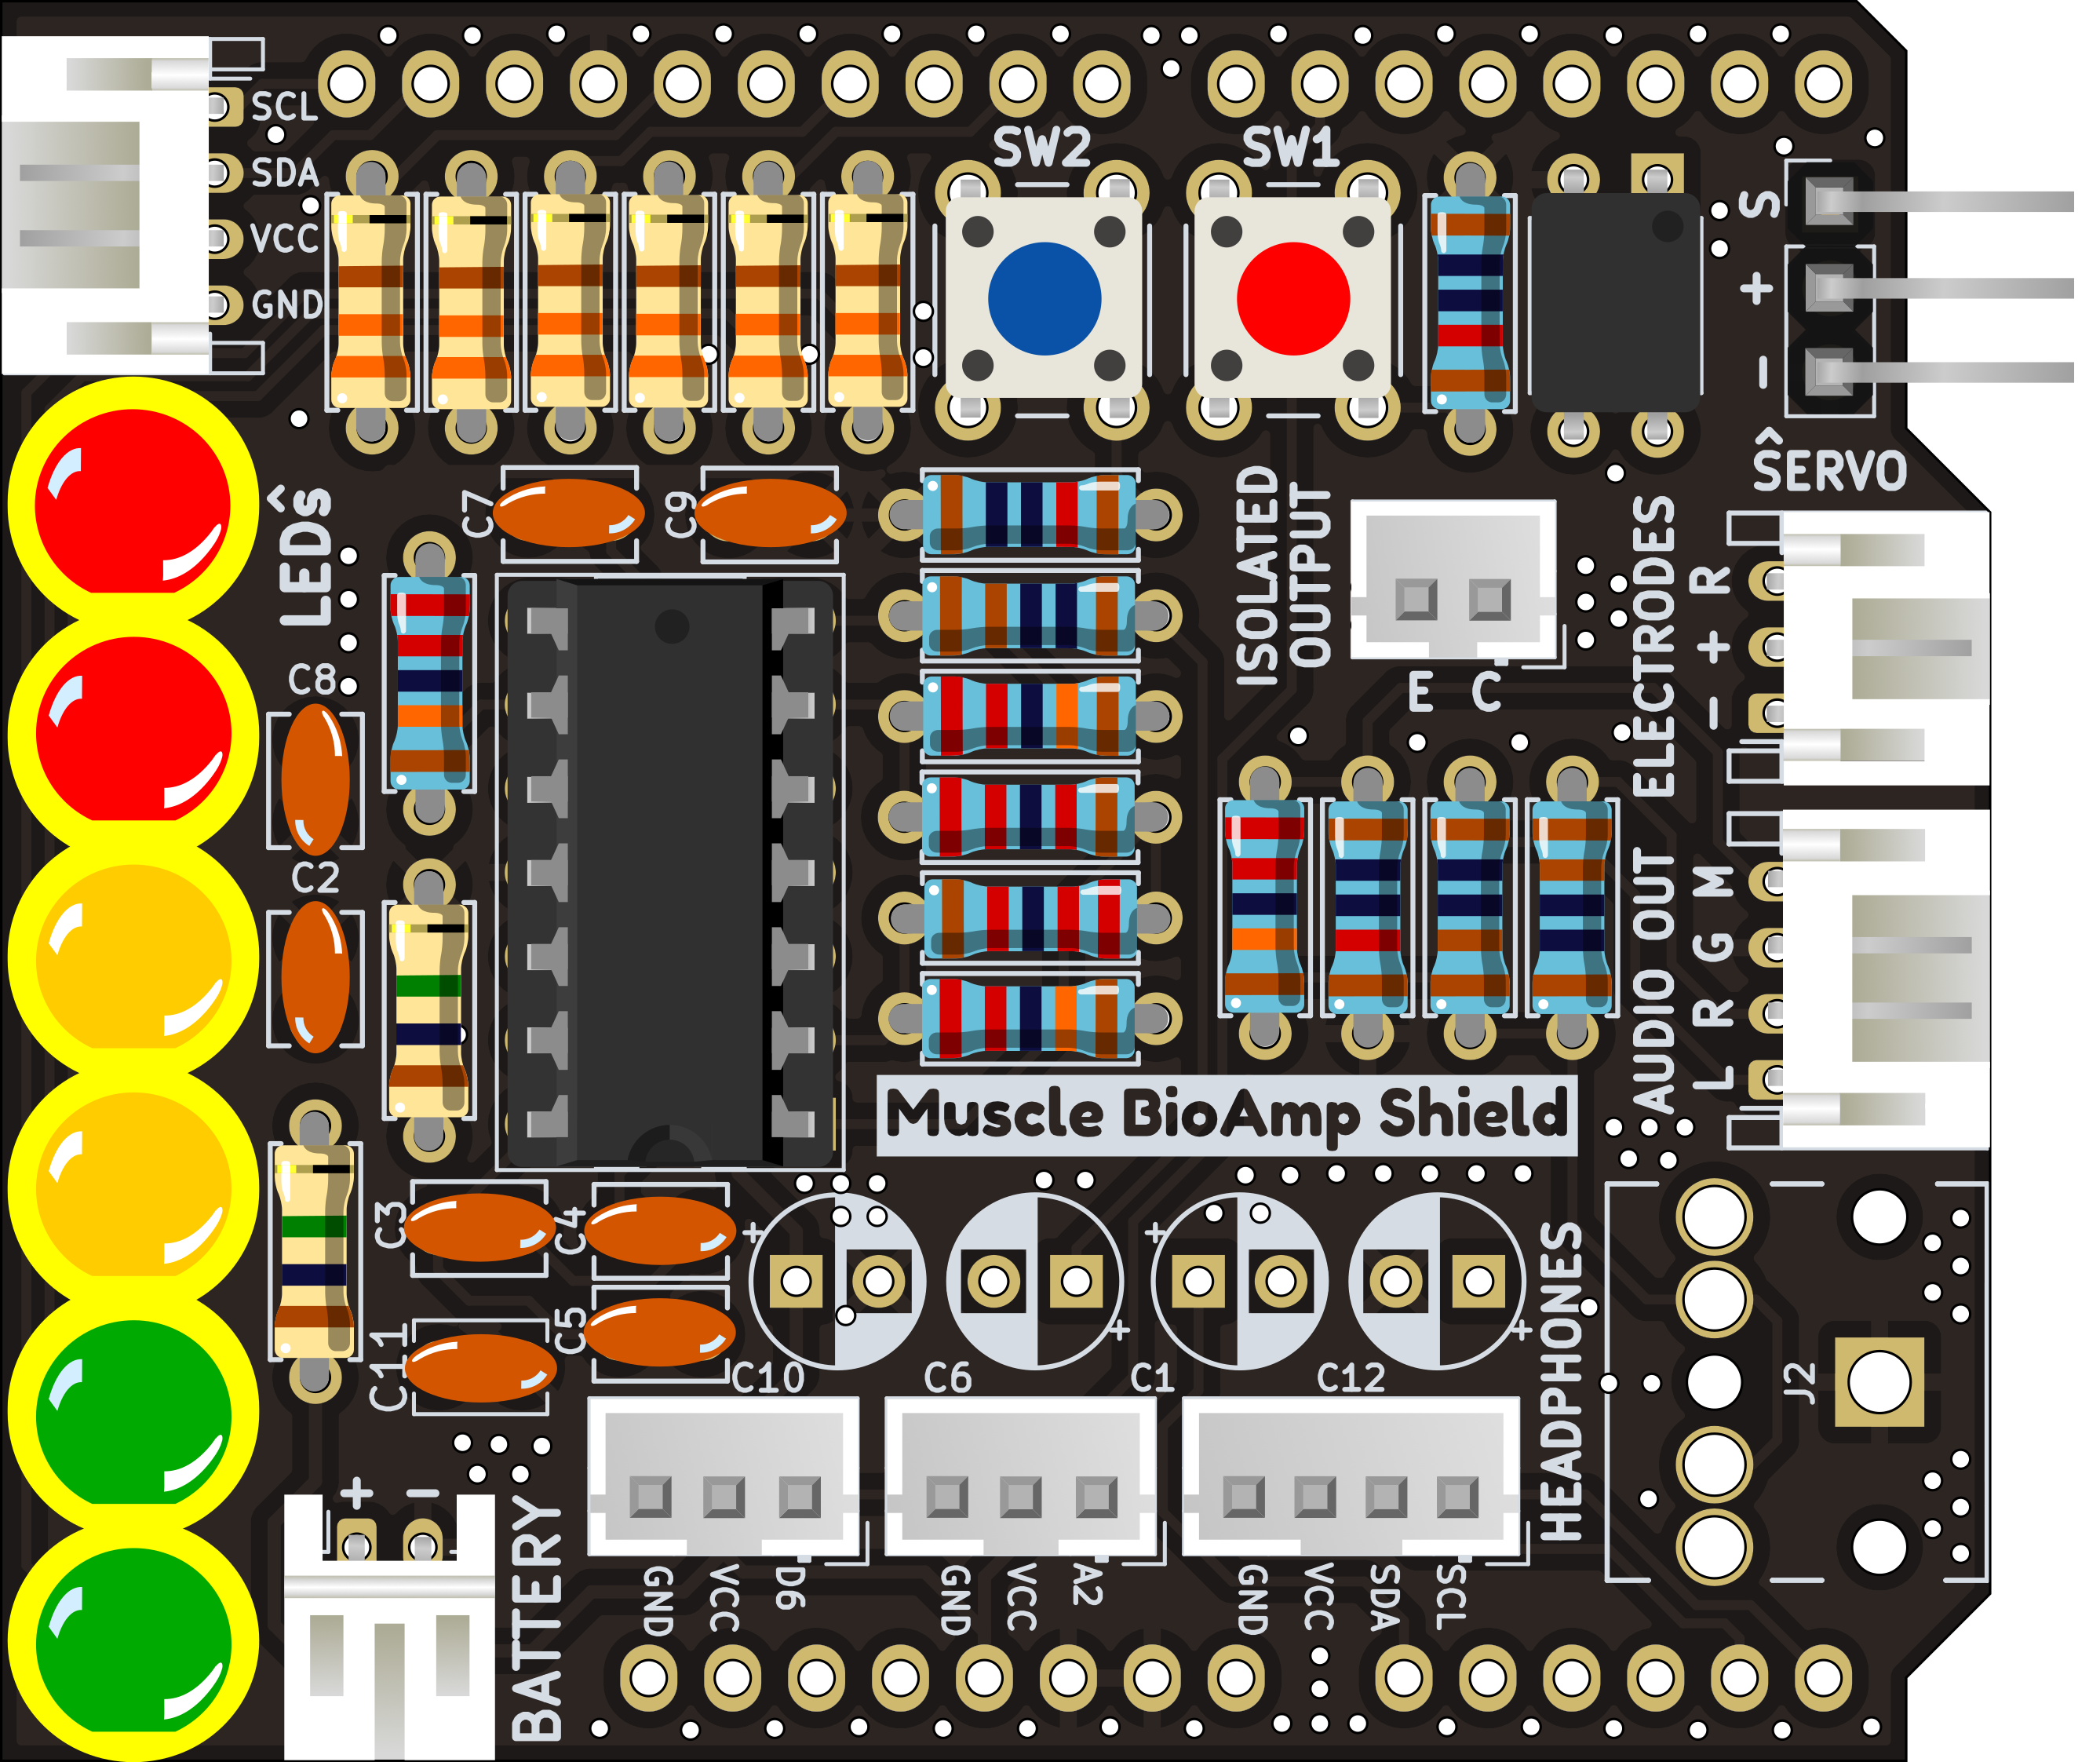 SCL
SDA
VCC
GND
SW2
SW1
S
+
-
^
SERVO
LEDs^
C7
C9
ISOLATED
OUTPUT
E C
ELECTRODES
R
+
-
C8
C2
AUDIO OUT
M
G
R
L
Muscle BioAmp Shield
C3
C4
C5
C11
+
+
+
+
C10
C6
C1
C12
HEADPHONES
J2
+ -
BATTERY
GND
VCC
D6
GND
VCC
A2
GND
VCC
SDA
SCL